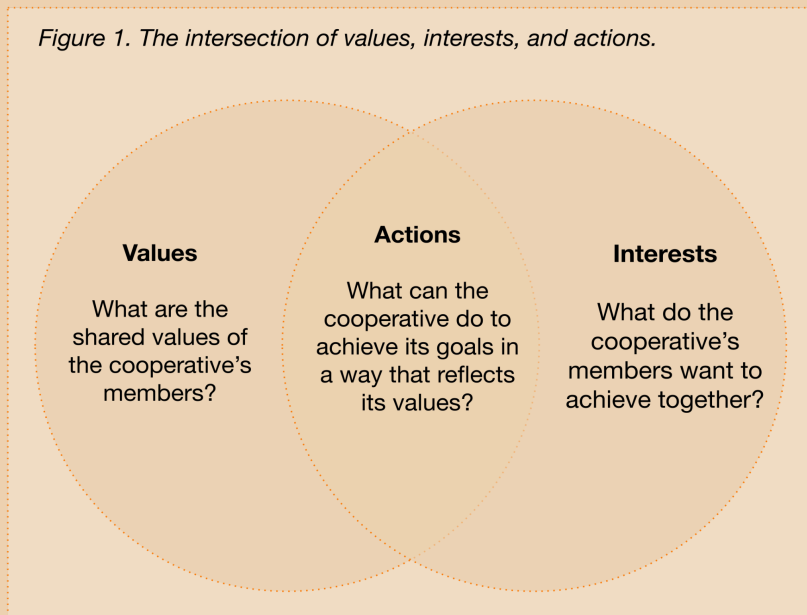 Figure 1. The intersection of values, interests, and actions.
Values
What are the
shared values of
the cooperative’s
members?
Actions
What can the
cooperative do to
achieve its goals in
a way that reflects
its values?
Interests
What do the
cooperative’s
members want to
achieve together?